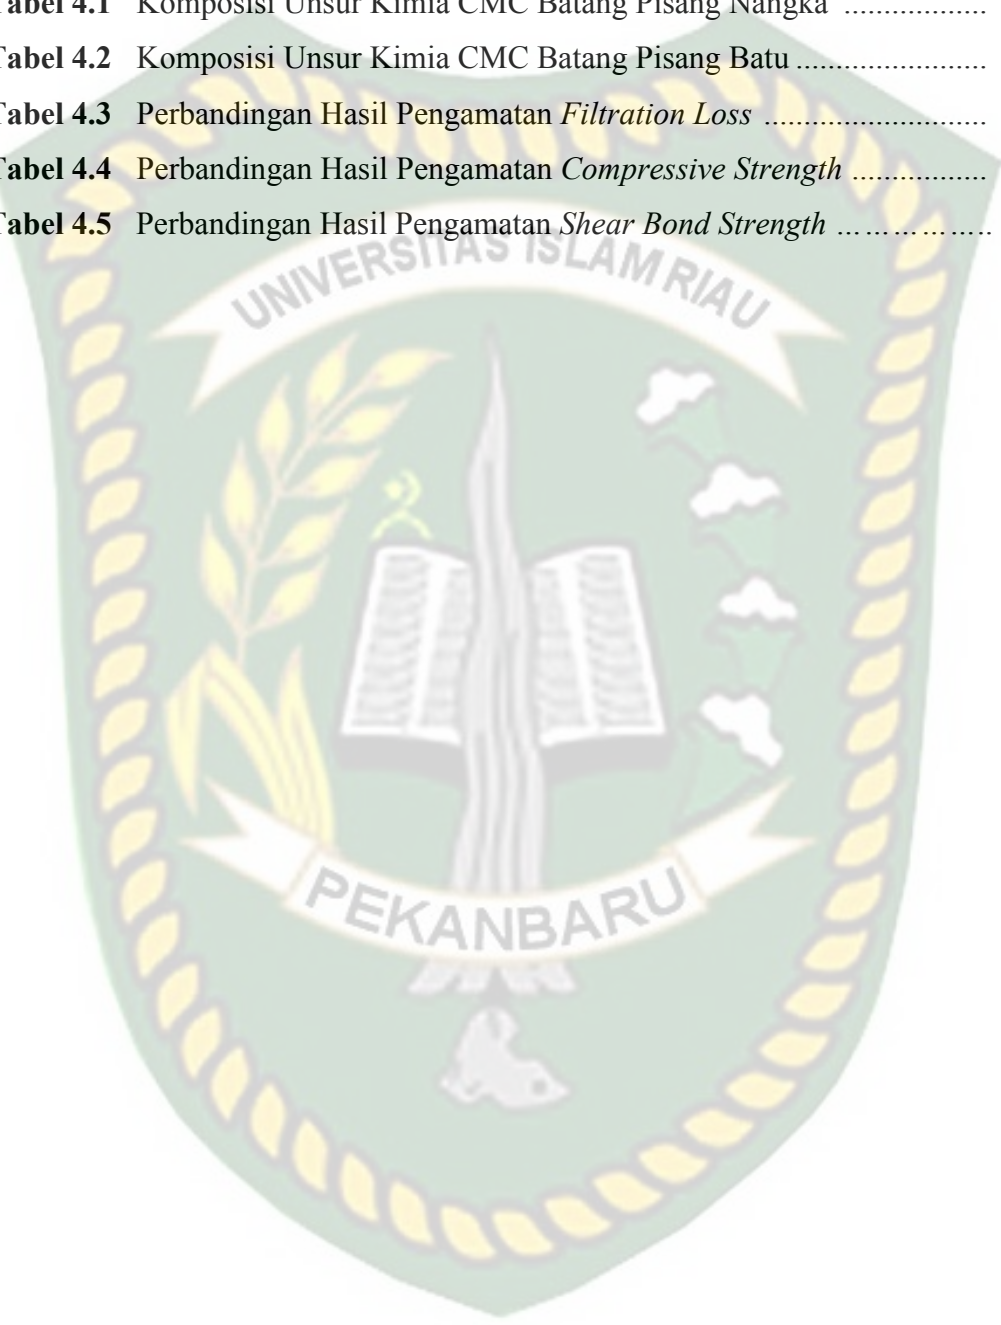 Tabel 4.1 Komposisi Unsur Kimia CMC Batang Pisang Nangka ..................
Tabel 4.2 Komposisi Unsur Kimia CMC Batang Pisang Batu ........................
Tabel 4.3 Perbandingan Hasil Pengamatan Filtration Loss ............................
Tabel 4.4 Perbandingan Hasil Pengamatan Compressive Strength .................
Tabel 4.5 Perbandingan Hasil Pengamatan Shear Bond Strength ……………..
UNIVERSITAS ISLAM RIAU
PEKANBARU